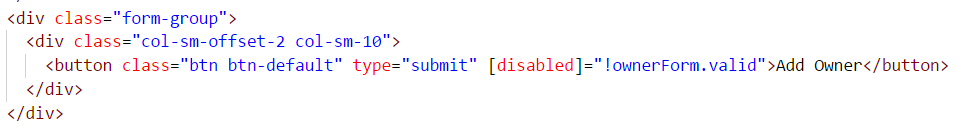 <div class="form-group">
<div class="col-sm-offset-2 col-sm-10">
<button class="btn btn-default" type="submit" [disabled]="!ownerForm.valid">Add Owner</button>
</div>
</div>